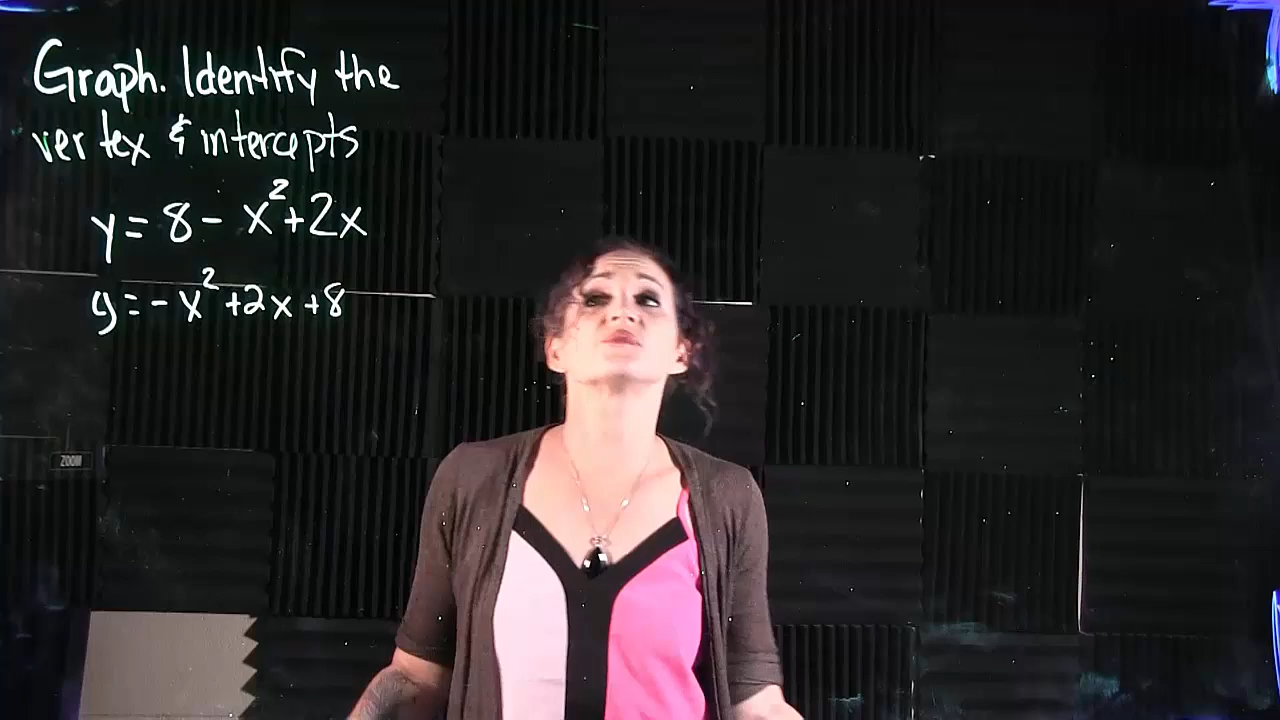 Graph. Identify the
vertex & intercepts
y = 8 - x² + 2x
y = -x² + 2x + 8
ZOOM